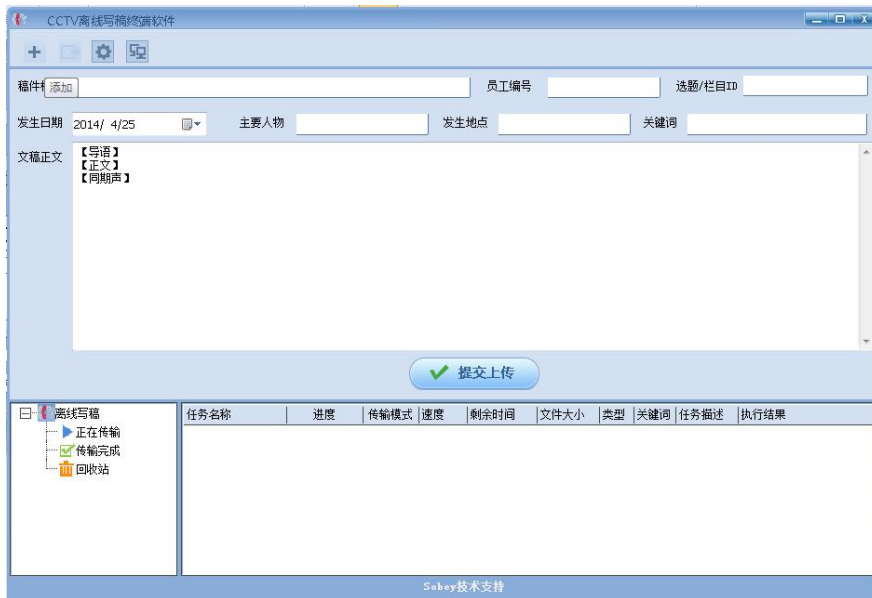 CCTV离线写稿终端软件
稿件 添加 员工编号 选题/栏目ID
发生日期 2014/ 4/25 主要人物 发生地点 关键词
文稿正文 【导语】
【正文】
【同期声】
提交上传
离线写稿 任务名称 进度 传输模式 速度 剩余时间 文件大小 类型 关键词 任务描述 执行结果
正在传输
传输完成
回收站
Sobey技术支持